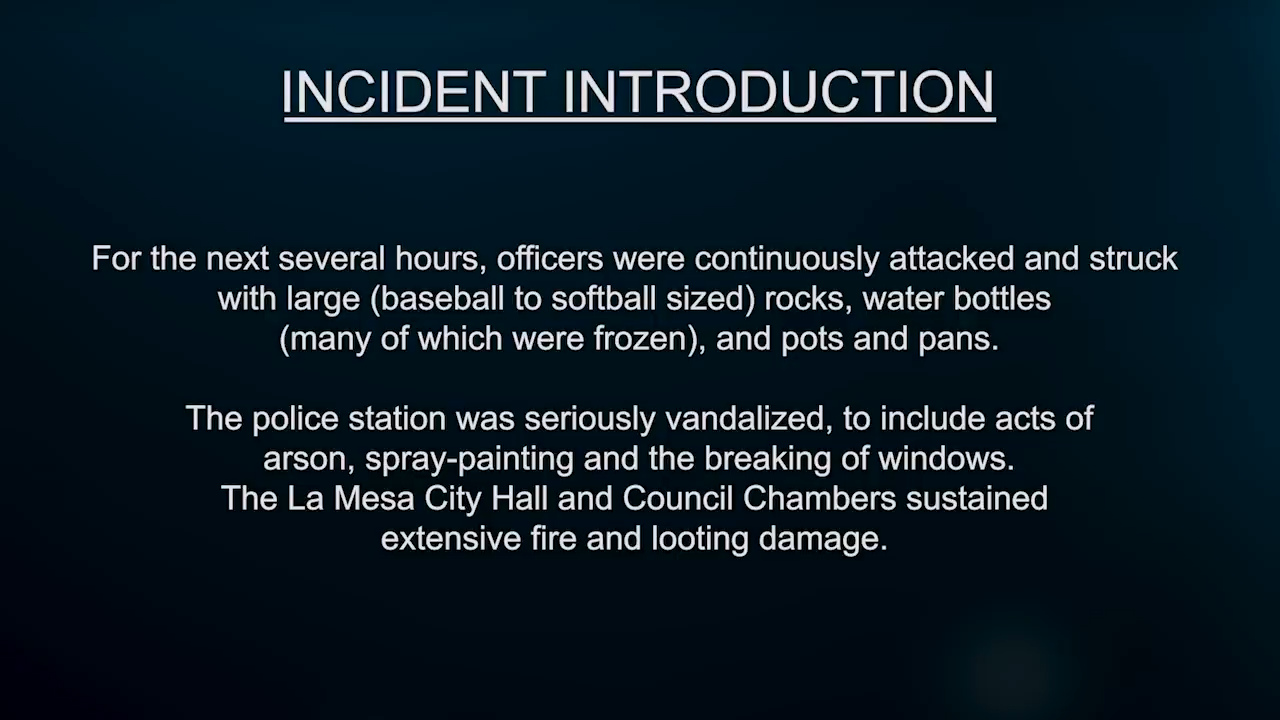 INCIDENT INTRODUCTION
For the next several hours, officers were continuously attacked and struck
with large (baseball to softball sized) rocks, water bottles
(many of which were frozen), and pots and pans.
The police station was seriously vandalized, to include acts of
arson, spray-painting and the breaking of windows.
The La Mesa City Hall and Council Chambers sustained
extensive fire and looting damage.